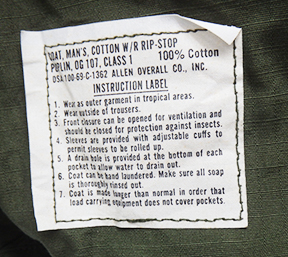 COAT, MAN'S, COTTON W/R RIP-STOP
POPLIN, OG 107, CLASS 1 100% Cotton
DSA 100-69-C-1362 ALLEN OVERALL CO., INC.
INSTRUCTION LABEL
1. Wear as outer garment in tropical areas.
2. Wear outside of trousers.
3. Front closure can be opened for ventilation and
should be closed for protection against insects.
4. Sleeves are provided with adjustable cuffs to
permit sleeves to be rolled up.
5. A drain hole is provided at the bottom of each
pocket to allow water to drain out.
6. Coat can be hand laundered. Make sure all soap
is thoroughly rinsed out.
7. Coat is made longer than normal in order that
load carrying equipment does not cover pockets.